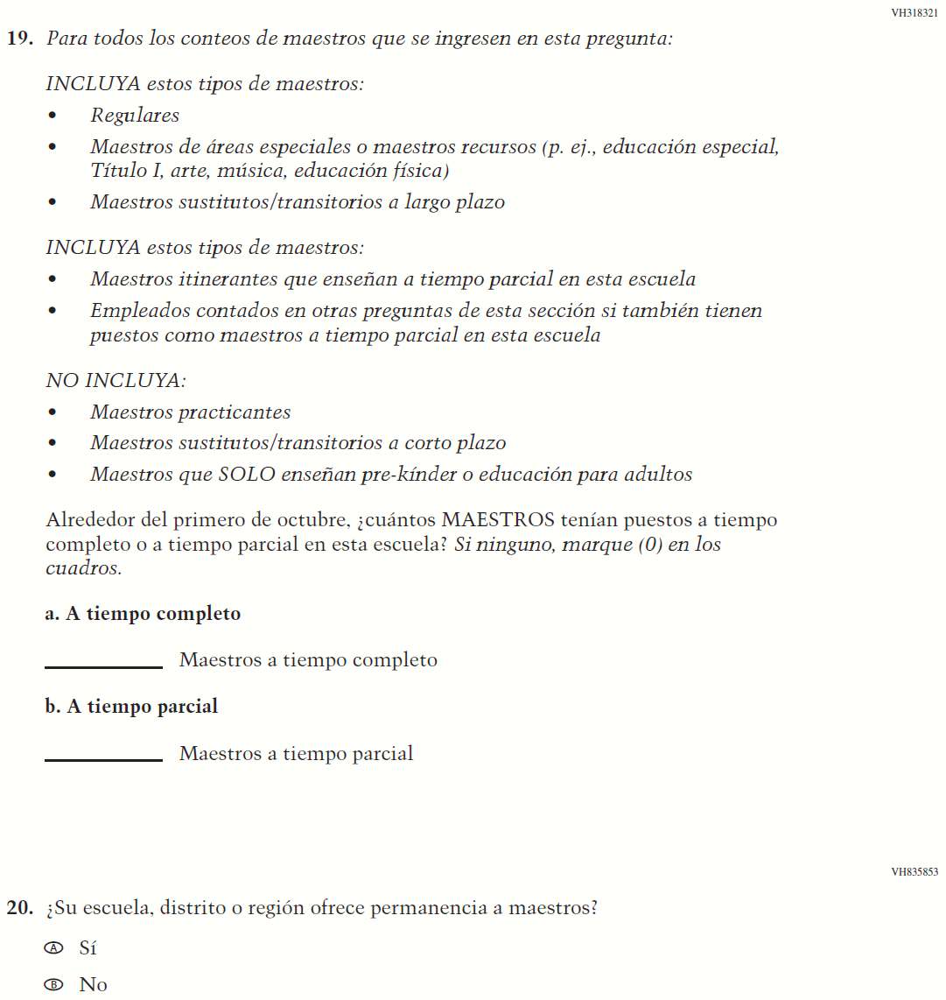 VH318321
19. Para todos los conteos de maestros que se ingresen en esta pregunta:
INCLUYA estos tipos de maestros:
• Regulares
• Maestros de áreas especiales o maestros recursos (p. ej., educación especial,
Título I, arte, música, educación física)
• Maestros sustitutos/transitorios a largo plazo
INCLUYA estos tipos de maestros:
• Maestros itinerantes que enseñan a tiempo parcial en esta escuela
• Empleados contados en otras preguntas de esta sección si también tienen
puestos como maestros a tiempo parcial en esta escuela
NO INCLUYA:
• Maestros practicantes
• Maestros sustitutos/transitorios a corto plazo
• Maestros que SOLO enseñan pre-kínder o educación para adultos
Alrededor del primero de octubre, ¿cuántos MAESTROS tenían puestos a tiempo
completo o a tiempo parcial en esta escuela? Si ninguno, marque (0) en los
cuadros.
a. A tiempo completo
Maestros a tiempo completo
b. A tiempo parcial
Maestros a tiempo parcial
VH835853
20. ¿Su escuela, distrito o región ofrece permanencia a maestros?
A Sí
B No